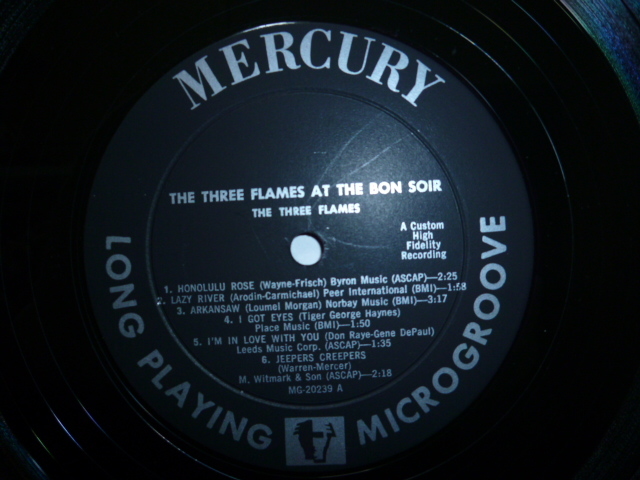 MERCURY
THE THREE FLAMES AT THE BON SOIR
THE THREE FLAMES
A Custom
High
Fidelity
Recording
1. HONOLULU ROSE (Wayne-Frisch) Byron Music (ASCAP)—2:25
2. LAZY RIVER (Arodin-Carmichael) Peer International (BMI)—1:58
3. ARKANSAW (Loumel Morgan) Norbay Music (BMI)—3:17
4. I GOT EYES (Tiger George Haynes)
Place Music (BMI)—1:50
5. I'M IN LOVE WITH YOU (Don Raye-Gene DePaul)
Leeds Music Corp. (ASCAP)—1:35
6. JEEPERS CREEPERS
(Warren-Mercer)
M. Witmark & Son (ASCAP)—2:18
MG-20239 A
LONG PLAYING
MICROGROOVE